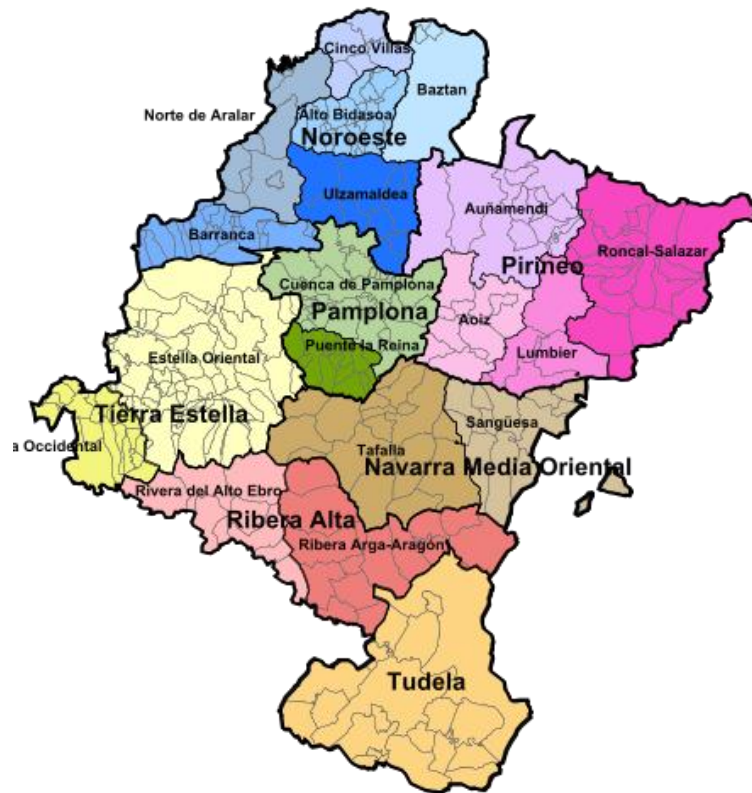 Cinco Villas
Baztan
Norte de Aralar
Alto Bidasoa
Noroeste
Ulzamaldea
Auñamendi
Barranca
Roncal-Salazar
Pirineo
Cuenca de Pamplona
Pamplona
Aoiz
Puente la Reina
Lumbier
Estella Oriental
Tierra Estella
Sangüesa
a Occidental
Tafalla
Navarra Media Oriental
Rivera del Alto Ebro
Ribera Alta
Ribera Arga-Aragón
Tudela